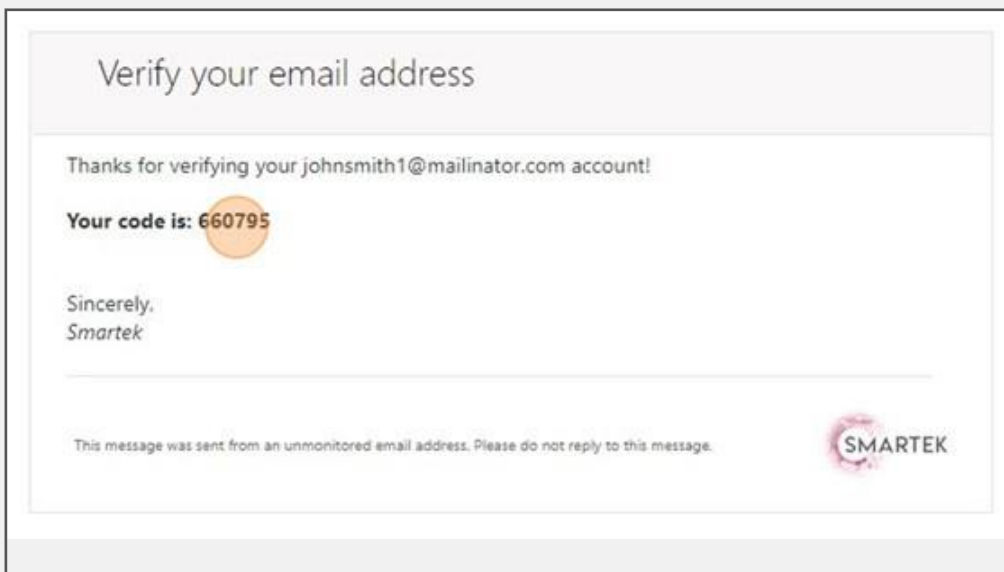 Verify your email address
Thanks for verifying your johnsmith1@mailinator.com account!
Your code is: 660795
Sincerely,
Smartek
This message was sent from an unmonitored email address. Please do not reply to this message.
SMARTEK